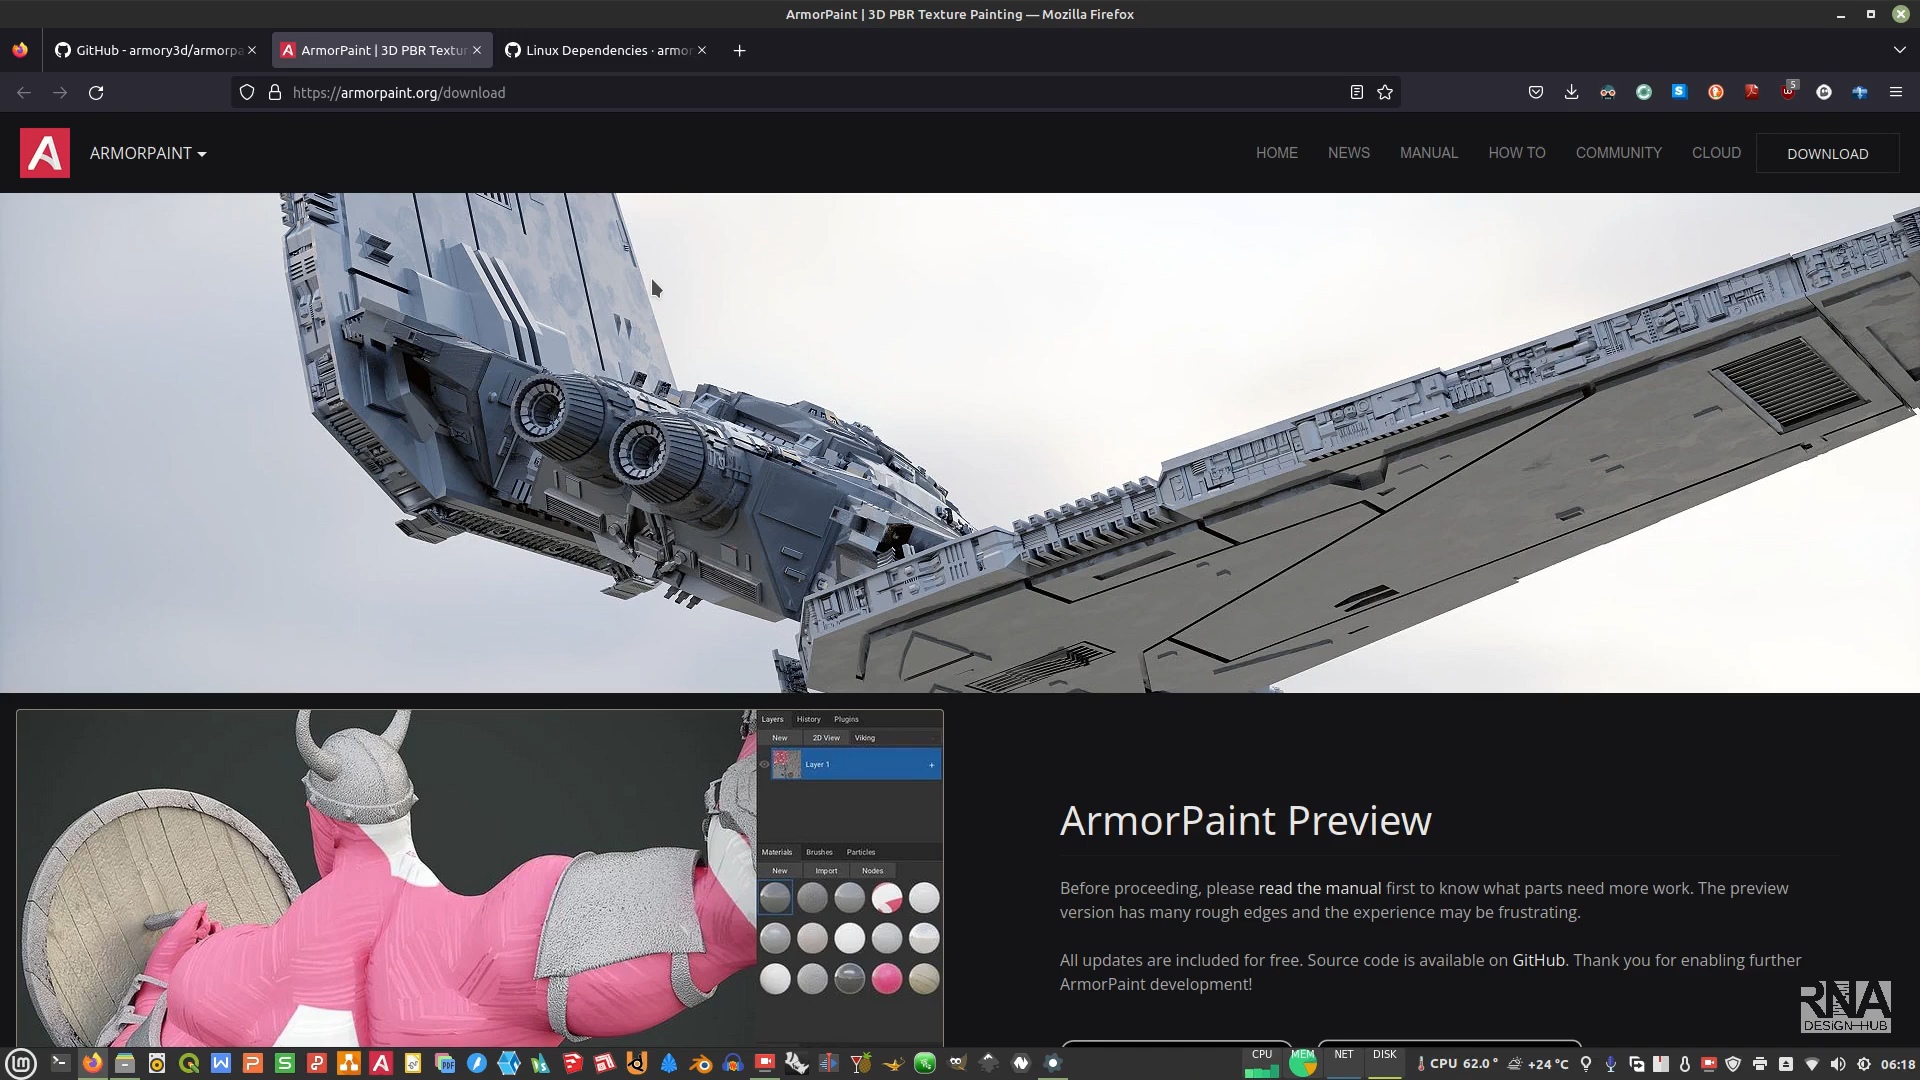 ArmorPaint | 3D PBR Texture Painting — Mozilla Firefox
GitHub - armory3d/armorpa
ArmorPaint | 3D PBR Textur
Linux Dependencies · armor
https://armorpaint.org/download
5
ARMORPAINT
HOME
NEWS
MANUAL
HOW TO
COMMUNITY
CLOUD
DOWNLOAD
Layers
History
Plugins
New
2D View
Viking
Layer 1
+
Materials
Brushes
Particles
New
Import
Nodes
ArmorPaint Preview
Before proceeding, please read the manual first to know what parts need more work. The preview
version has many rough edges and the experience may be frustrating.
All updates are included for free. Source code is available on GitHub. Thank you for enabling further
ArmorPaint development!
RNA
DESIGN-HUB
CPU
MEM
NET
DISK
CPU 62.0°
+24 °C
06:18